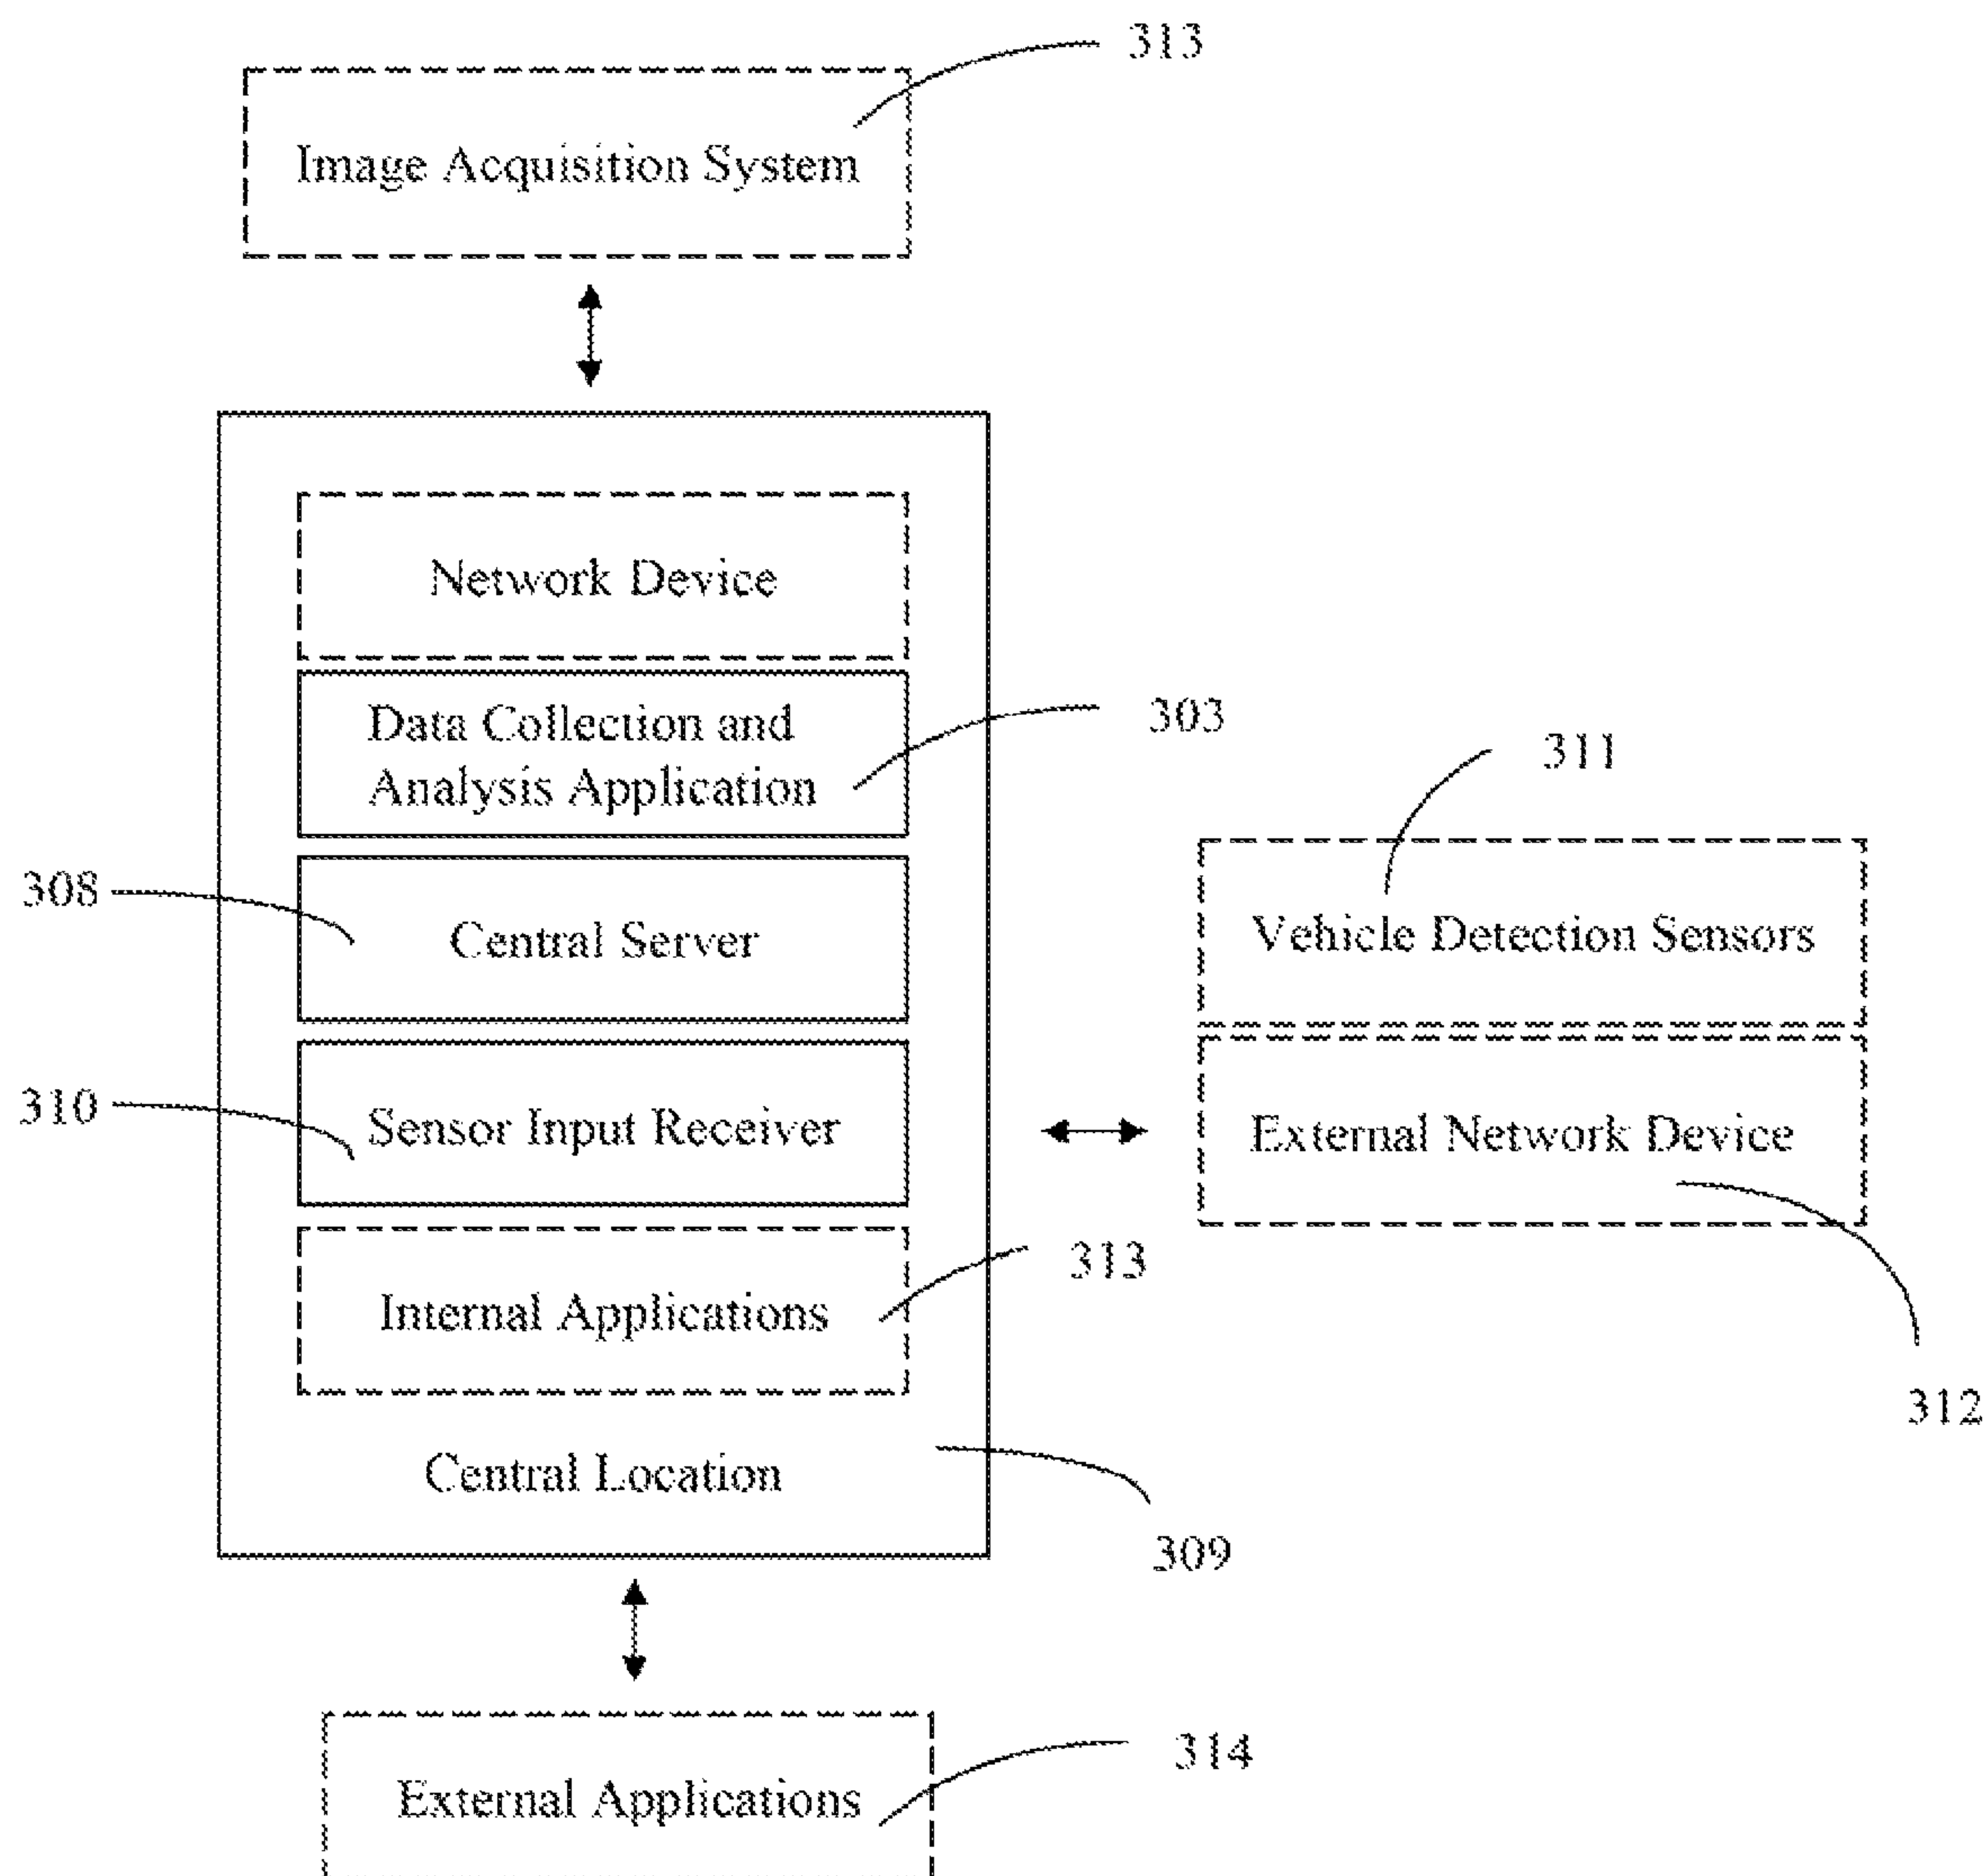 313
Image Acquisition System
Network Device
Data Collection and
Analysis Application
303
311
308
Central Server
Vehicle Detection Sensors
310
Sensor Input Receiver
External Network Device
313
Internal Applications
312
Central Location
309
314
External Applications